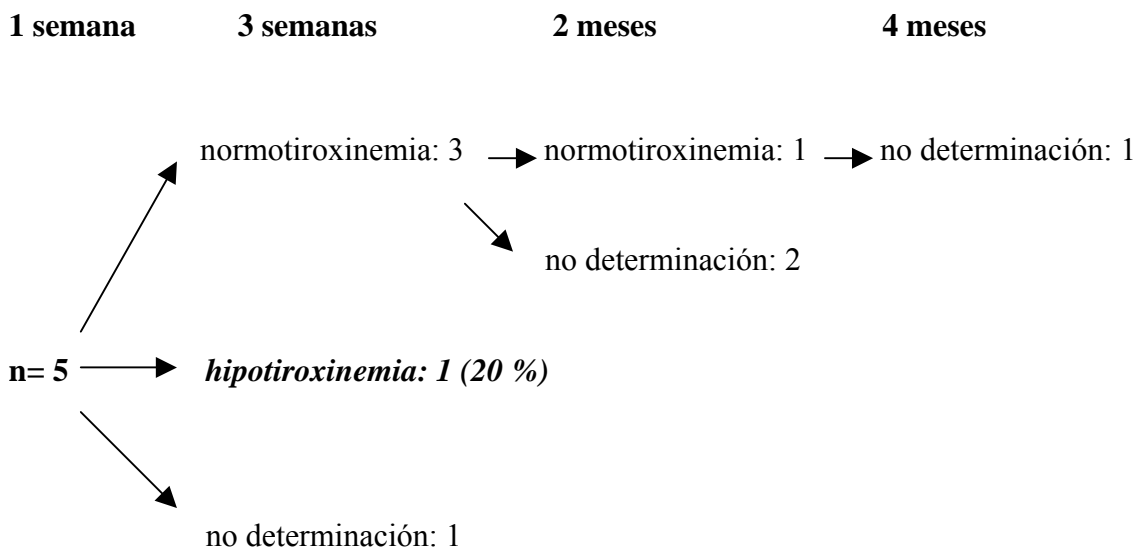 1 semana 3 semanas 2 meses 4 meses
normotiroxinemia: 3 normotiroxinemia: 1 no determinación: 1
no determinación: 2
n= 5 hipotiroxinemia: 1 (20 %)
no determinación: 1